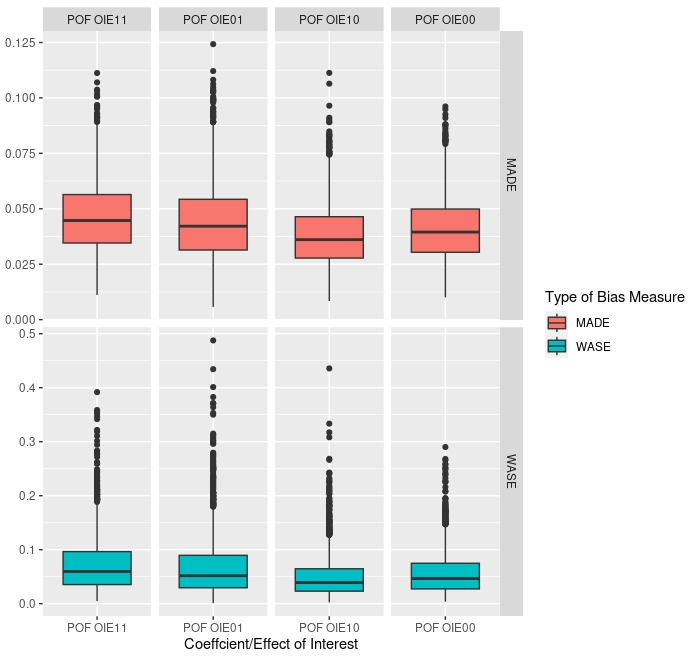 POF OIE11 POF OIE01 POF OIE10 POF OIE00
0.125
0.100
0.075
0.050
0.025
0.000
MADE
0.5
0.4
0.3
0.2
0.1
0.0
WASE
POF OIE11 POF OIE01 POF OIE10 POF OIE00
Coeffcient/Effect of Interest
Type of Bias Measure
MADE
WASE